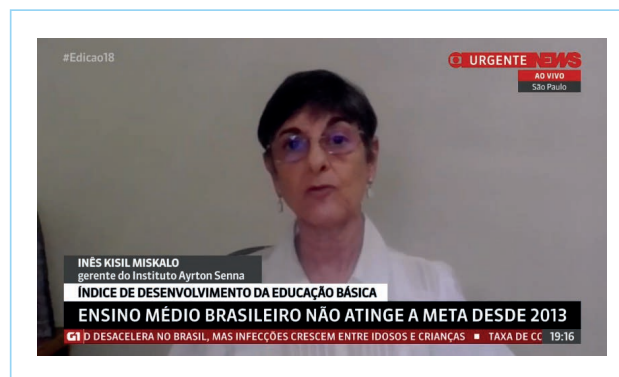 #Edicao18
URGENTE NEWS
AO VIVO
São Paulo
INÊS KISIL MISKALO
gerente do Instituto Ayrton Senna
ÍNDICE DE DESENVOLVIMENTO DA EDUCAÇÃO BÁSICA
ENSINO MÉDIO BRASILEIRO NÃO ATINGE A META DESDE 2013
G1 D DESACELERA NO BRASIL, MAS INFECÇÕES CRESCEM ENTRE IDOSOS E CRIANÇAS ■ TAXA DE CC 19:16